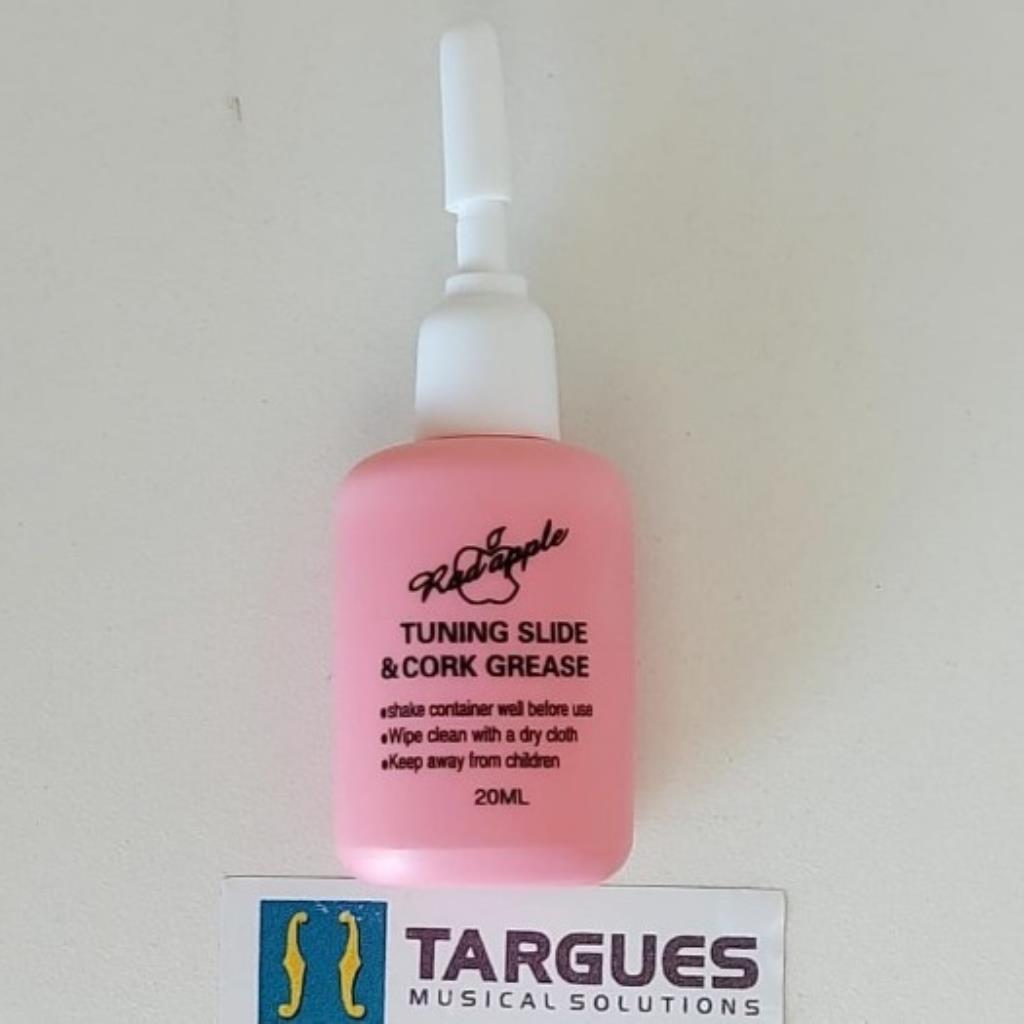 Rad apple
TUNING SLIDE
& CORK GREASE
•shake container well before use
•Wipe clean with a dry cloth
•Keep away from children
20ML
TARGUES
MUSICAL SOLUTIONS